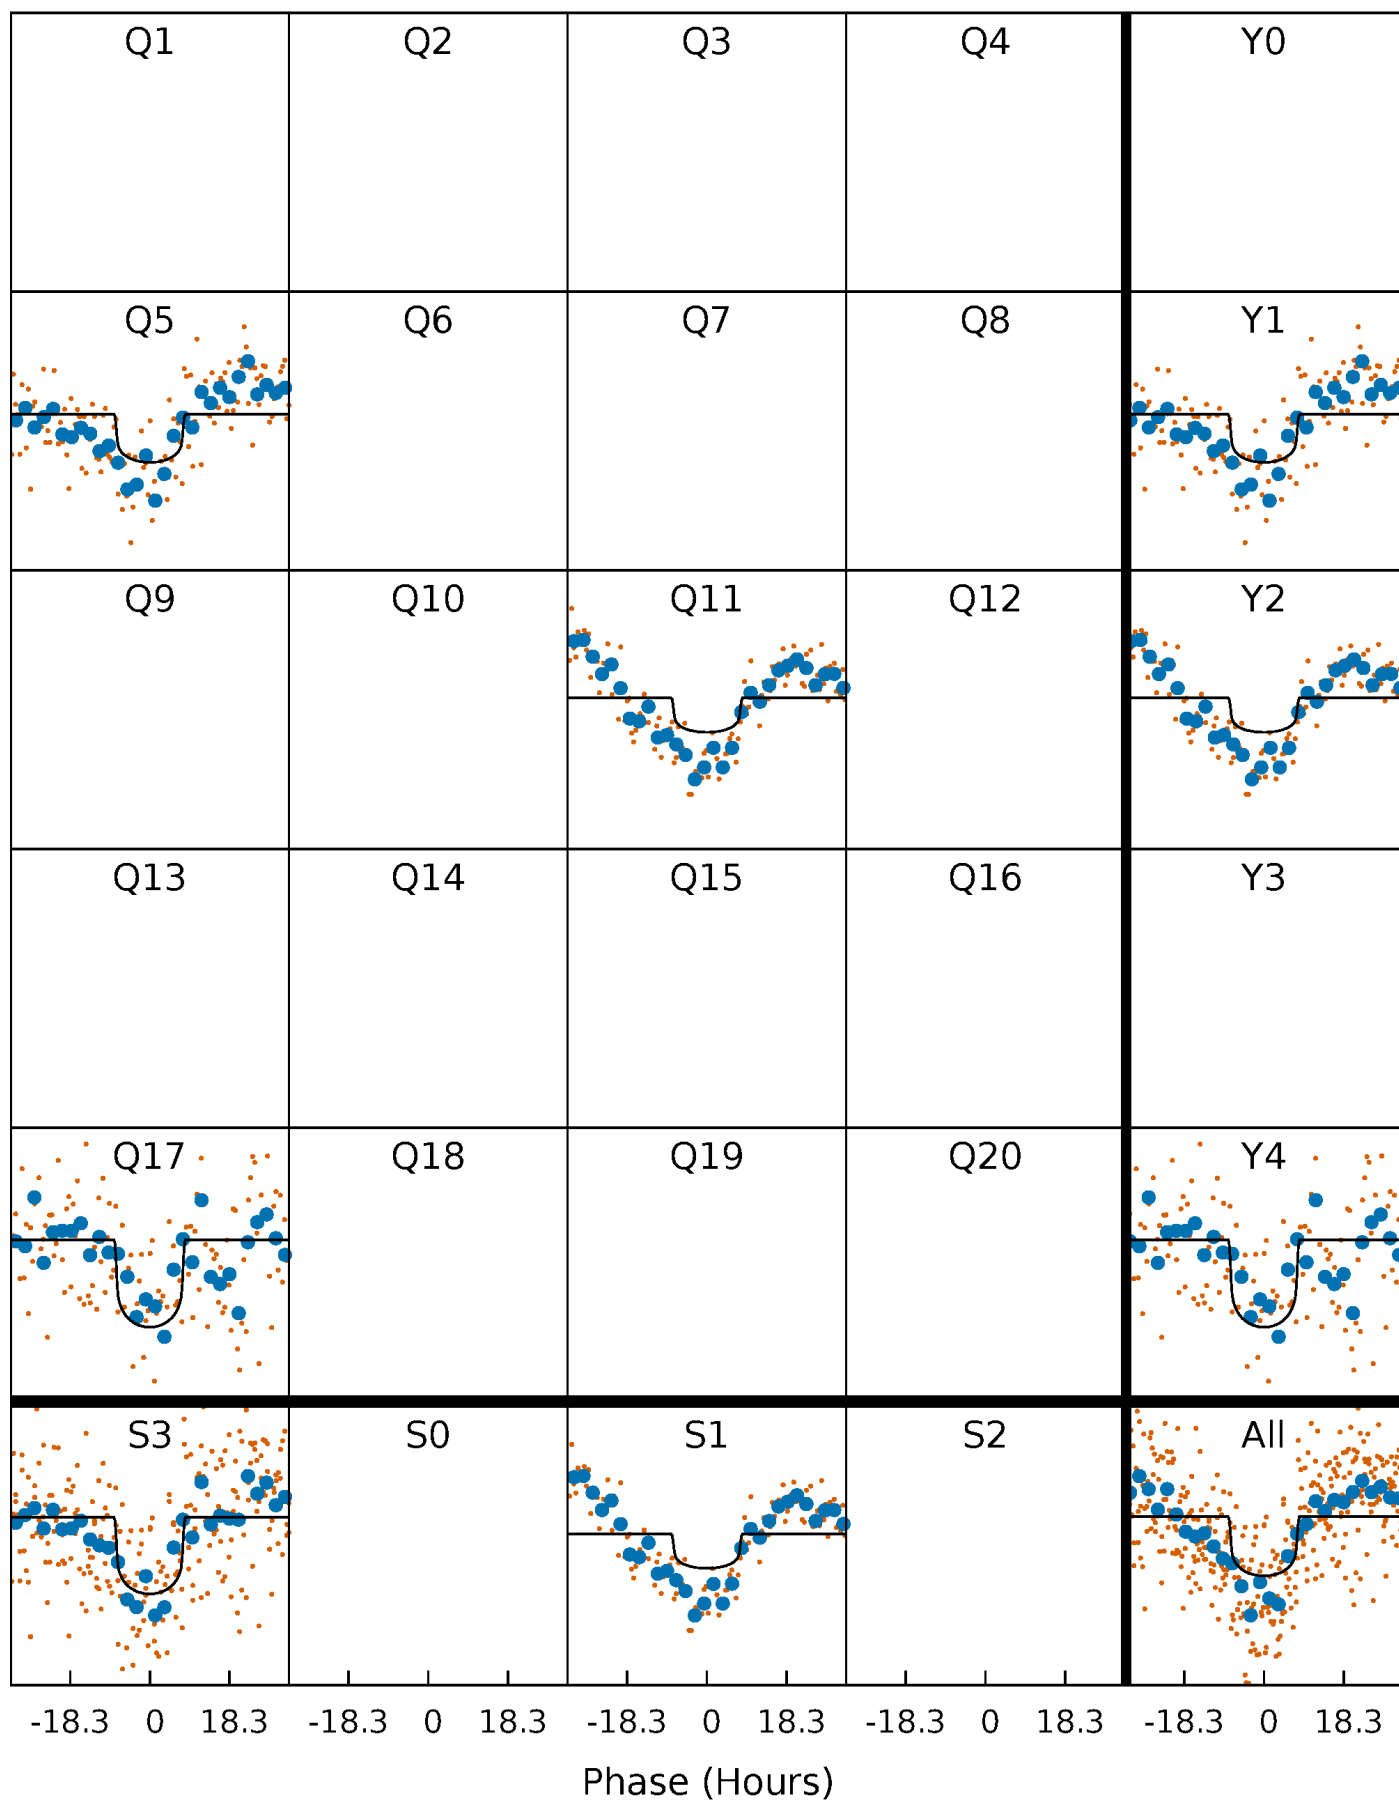 Q1 Q2 Q3 Q4 Y0
Q5 Q6 Q7 Q8 Y1
Q9 Q10 Q11 Q12 Y2
Q13 Q14 Q15 Q16 Y3
Q17 Q18 Q19 Q20 Y4
S3 S0 S1 S2 All
-18.3 0 18.3 -18.3 0 18.3 -18.3 0 18.3 -18.3 0 18.3 -18.3 0 18.3
Phase (Hours)